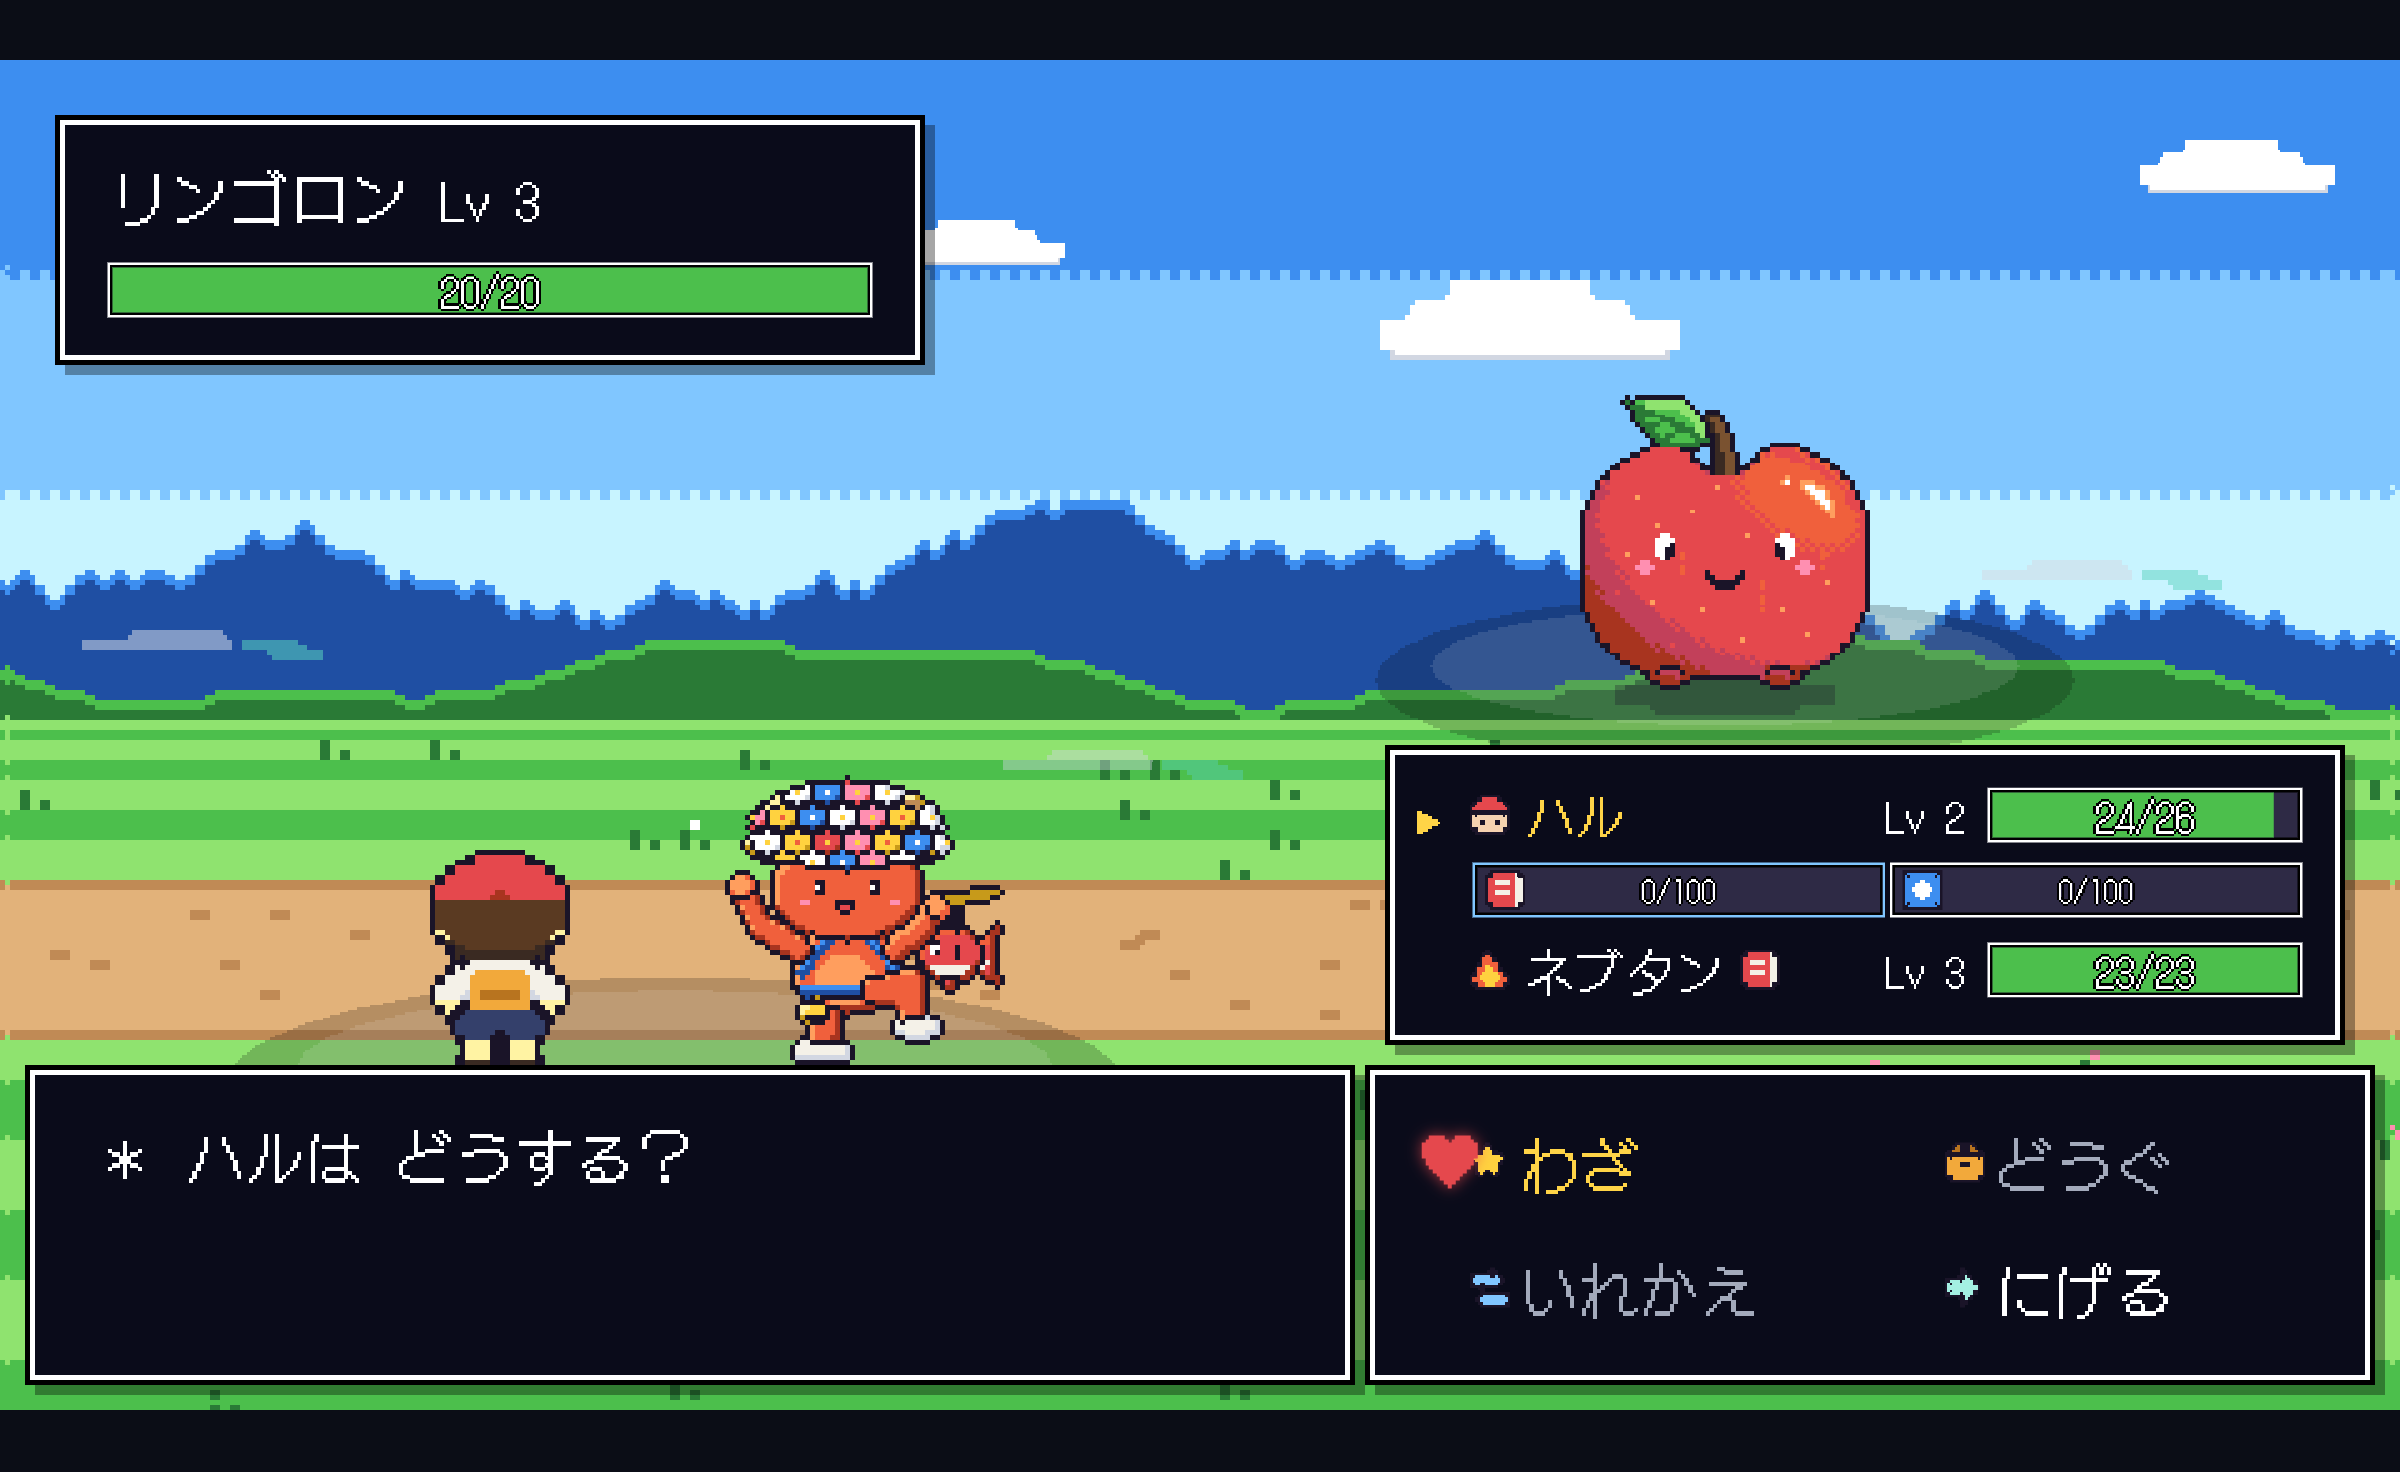 リンゴロン Lv 3
20/20
ハル Lv 2 24/26
0/100 0/100
ネブタン Lv 3 23/23
* ハルは どうする?
わざ どうぐ
いれかえ にげる